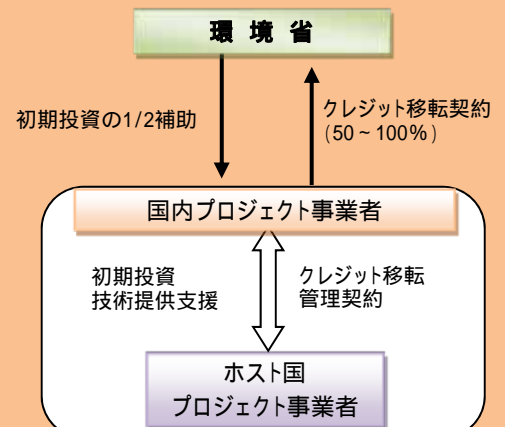 環 境 省
初期投資の1/2補助
クレジット移転契約
(50~100%)
国内プロジェクト事業者
初期投資
技術提供支援
クレジット移転
管理契約
ホスト国
プロジェクト事業者